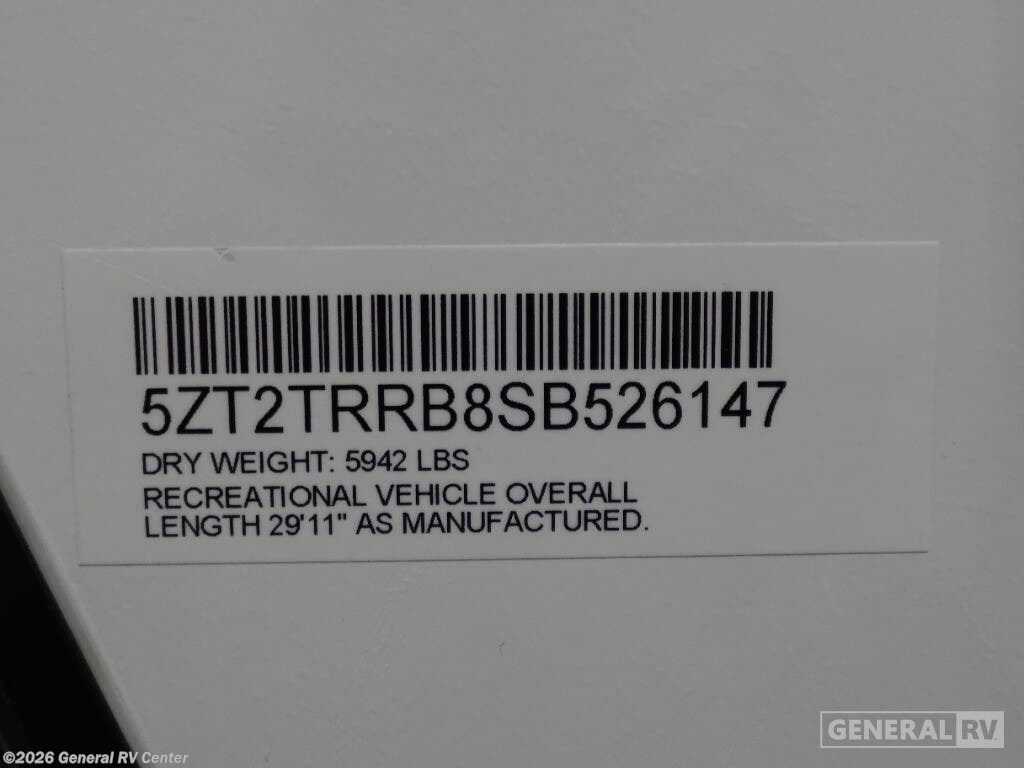 5ZT2TRRB8SB526147
DRY WEIGHT: 5942 LBS
RECREATIONAL VEHICLE OVERALL
LENGTH 29'11" AS MANUFACTURED.
GENERAL RV
©2026 General RV Center